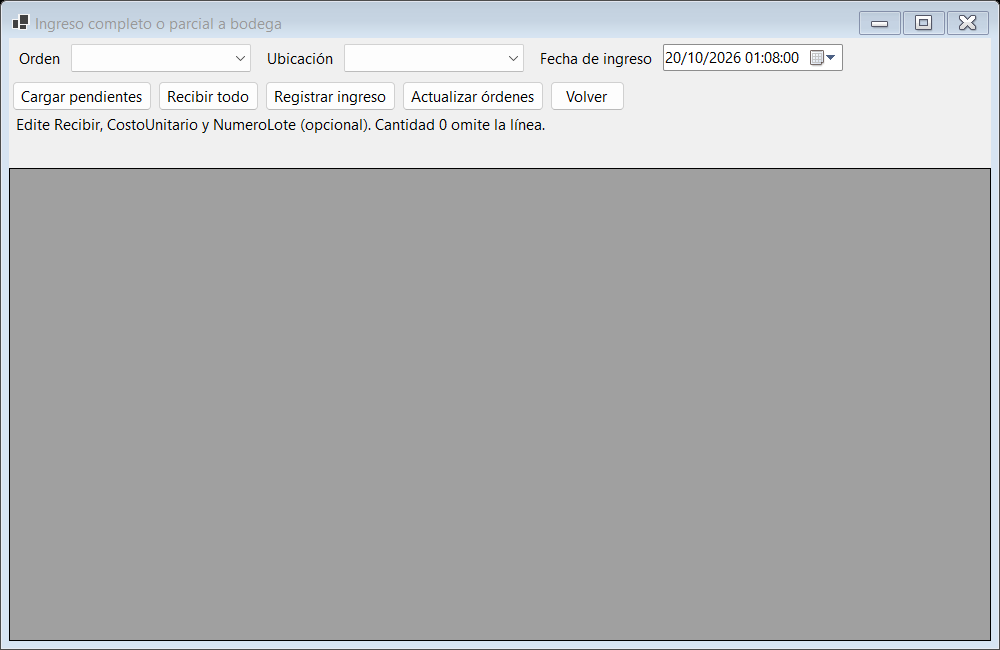 Ingreso completo o parcial a bodega
Orden Ubicación Fecha de ingreso 20/10/2026 01:08:00
Cargar pendientes Recibir todo Registrar ingreso Actualizar órdenes Volver
Edite Recibir, CostoUnitario y NumeroLote (opcional). Cantidad 0 omite la línea.